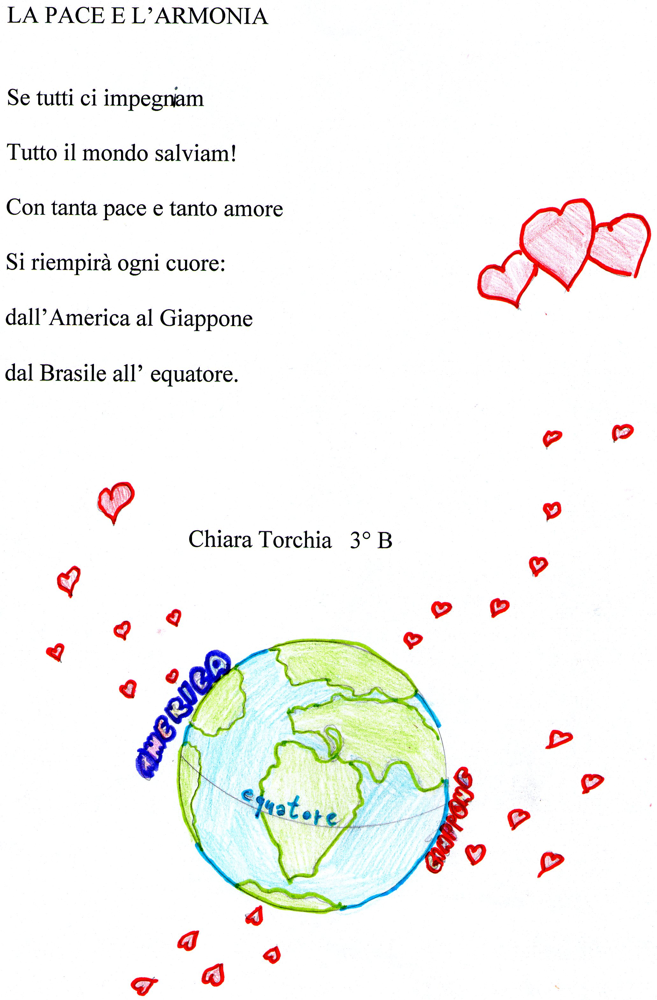 LA PACE E L'ARMONIA
Se tutti ci impegniam
Tutto il mondo salviam!
Con tanta pace e tanto amore
Si riempirà ogni cuore:
dall'America al Giappone
dal Brasile all' equatore.
Chiara Torchia 3° B
AMERICA
equatore
GIAPPONE